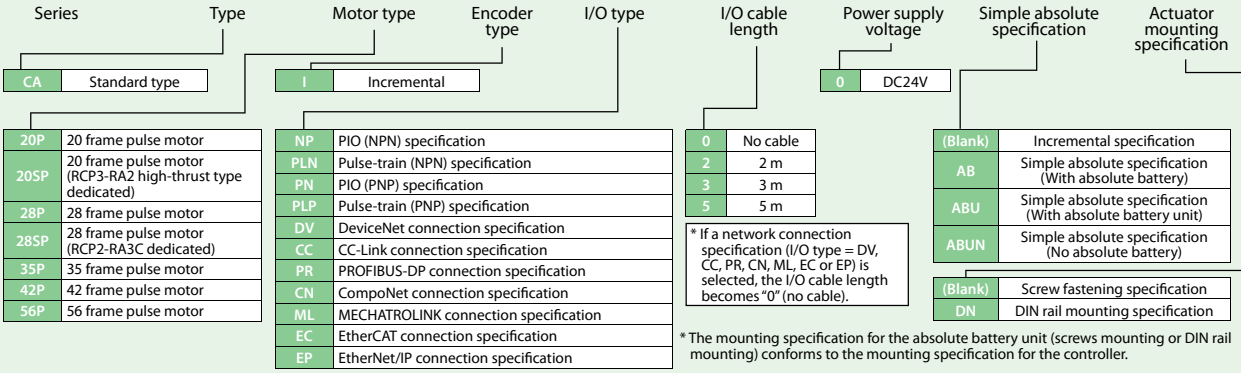 Series
Type
Motor type
Encoder
type
I/O type
I/O cable
length
Power supply
voltage
Simple absolute
specification
Actuator
mounting
specification
CA Standard type
I Incremental
0 DC24V
20P 20 frame pulse motor
20SP 20 frame pulse motor
(RCP3-RA2 high-thrust type
dedicated)
28P 28 frame pulse motor
28SP 28 frame pulse motor
(RCP2-RA3C dedicated)
35P 35 frame pulse motor
42P 42 frame pulse motor
56P 56 frame pulse motor
NP PIO (NPN) specification
PLN Pulse-train (NPN) specification
PN PIO (PNP) specification
PLP Pulse-train (PNP) specification
DV DeviceNet connection specification
CC CC-Link connection specification
PR PROFIBUS-DP connection specification
CN CompoNet connection specification
ML MECHATROLINK connection specification
EC EtherCAT connection specification
EP EtherNet/IP connection specification
0 No cable
2 2 m
3 3 m
5 5 m
* If a network connection
specification (I/O type = DV,
CC, PR, CN, ML, EC or EP) is
selected, the I/O cable length
becomes "0" (no cable).
(Blank) Incremental specification
AB Simple absolute specification
(With absolute battery)
ABU Simple absolute specification
(With absolute battery unit)
ABUN Simple absolute specification
(No absolute battery)
(Blank) Screw fastening specification
DN DIN rail mounting specification
* The mounting specification for the absolute battery unit (screws mounting or DIN rail
mounting) conforms to the mounting specification for the controller.